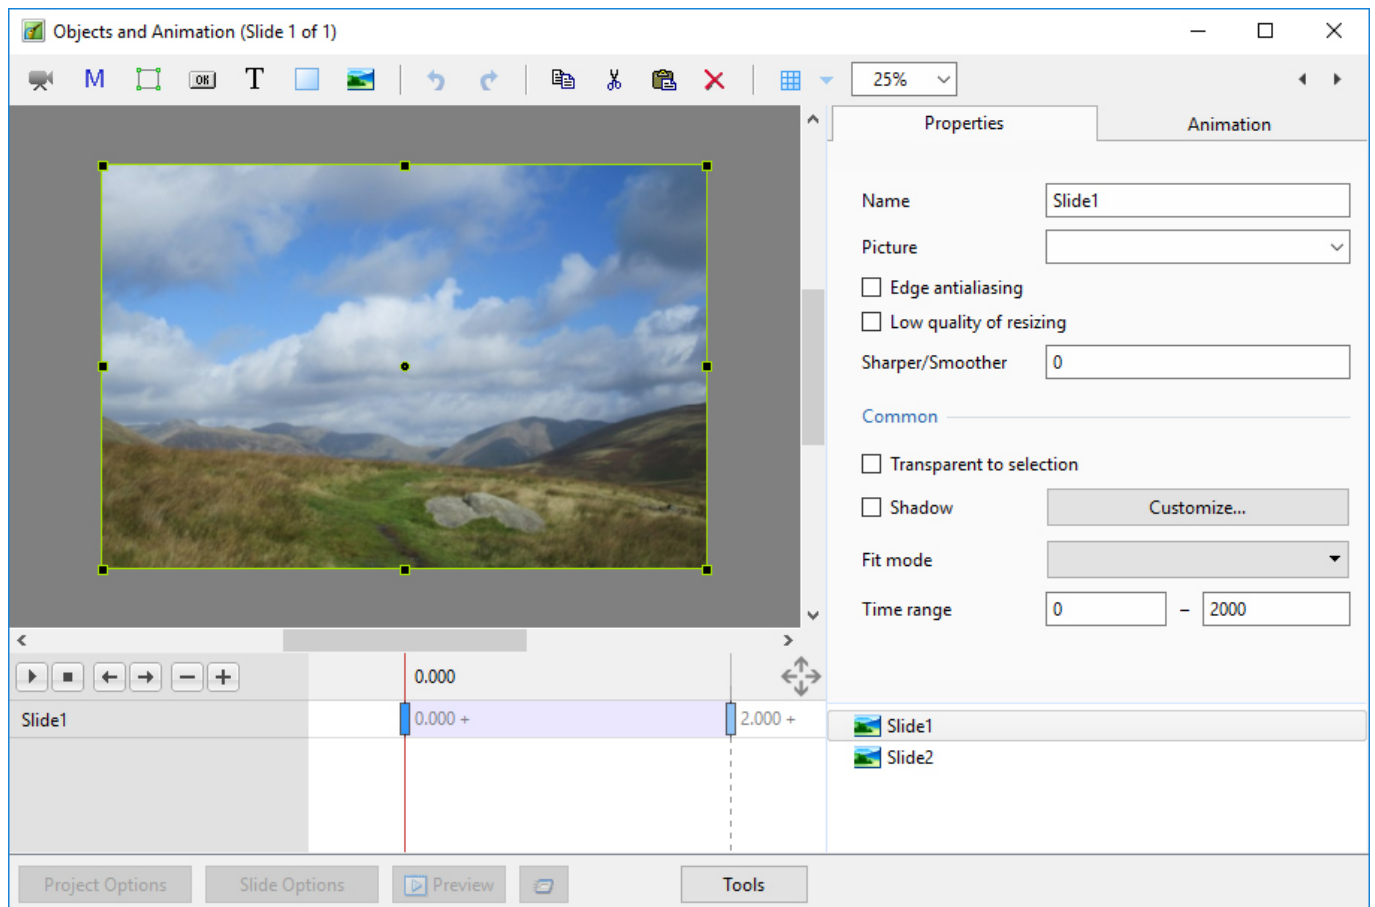 Objects and Animation (Slide 1 of 1)
M OK T 25%
Properties Animation
Name Slide1
Picture
Edge antialiasing
Low quality of resizing
Sharper/Smoother 0
Common
Transparent to selection
Shadow Customize...
Fit mode
Time range 0 – 2000
0.000
Slide1 0.000 + 2.000 +
Slide1
Slide2
Project Options Slide Options Preview Tools